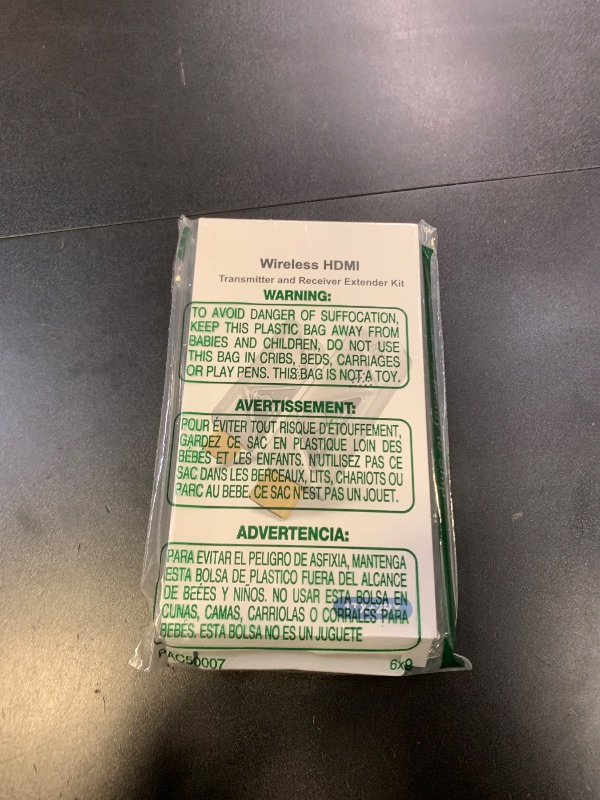 Wireless HDMI
Transmitter and Receiver Extender Kit
WARNING:
TO AVOID DANGER OF SUFFOCATION,
KEEP THIS PLASTIC BAG AWAY FROM
BABIES AND CHILDREN, DO NOT USE
THIS BAG IN CRIBS, BEDS, CARRIAGES
OR PLAY PENS. THIS BAG IS NOT A TOY.
AVERTISSEMENT:
POUR ÉVITER TOUT RISQUE D'ÉTOUFFEMENT,
GARDEZ CE SAC EN PLASTIQUE LOIN DES
BÉBÉS ET LES ENFANTS. N'UTILISEZ PAS CE
SAC DANS LES BERCEAUX, LITS, CHARIOTS OU
PARC AU BEBE. CE SAC N'EST PAS UN JOUET.
ADVERTENCIA:
PARA EVITAR EL PELIGRO DE ASFIXIA, MANTENGA
ESTA BOLSA DE PLASTICO FUERA DEL ALCANCE
DE BEÉES Y NIÑOS. NO USAR ESTA BOLSA EN
CUNAS, CAMAS, CARRIOLAS O CORRALES PARA
BEBÉS. ESTA BOLSA NO ES UN JUGUETE
PAC50007 6x9